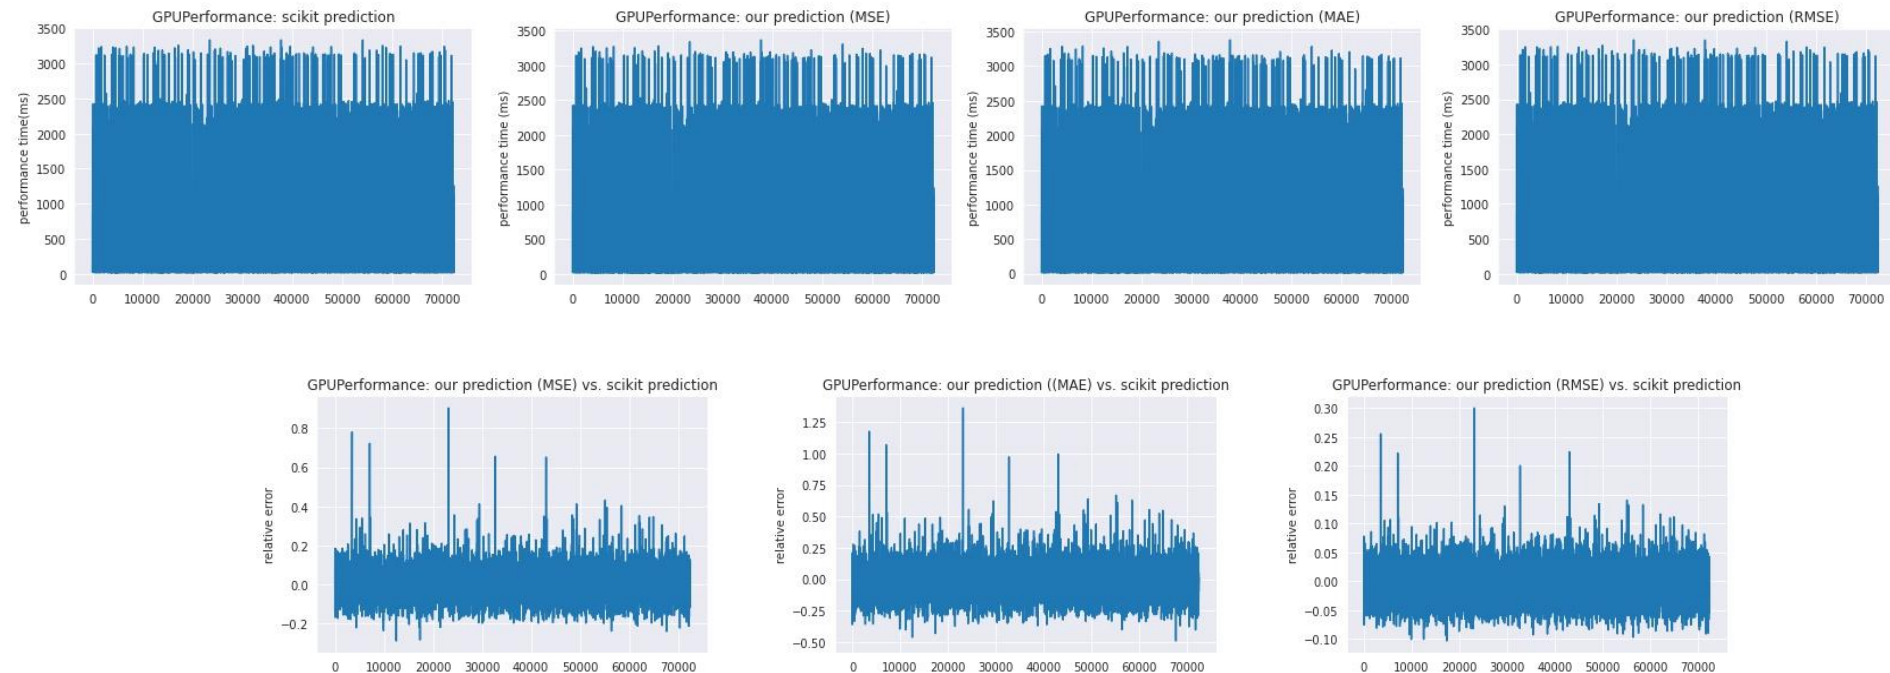 GPUPerformance: scikit prediction
performance time(ms)
3500
3000
2500
2000
1500
1000
500
0
0 10000 20000 30000 40000 50000 60000 70000
GPUPerformance: our prediction (MSE)
performance time (ms)
3500
3000
2500
2000
1500
1000
500
0
0 10000 20000 30000 40000 50000 60000 70000
GPUPerformance: our prediction (MAE)
performance time (ms)
3500
3000
2500
2000
1500
1000
500
0
0 10000 20000 30000 40000 50000 60000 70000
GPUPerformance: our prediction (RMSE)
performance time (ms)
3500
3000
2500
2000
1500
1000
500
0
0 10000 20000 30000 40000 50000 60000 70000
GPUPerformance: our prediction (MSE) vs. scikit prediction
relative error
0.8
0.6
0.4
0.2
0.0
−0.2
0 10000 20000 30000 40000 50000 60000 70000
GPUPerformance: our prediction ((MAE) vs. scikit prediction
relative error
1.25
1.00
0.75
0.50
0.25
0.00
−0.25
−0.50
0 10000 20000 30000 40000 50000 60000 70000
GPUPerformance: our prediction (RMSE) vs. scikit prediction
relative error
0.30
0.25
0.20
0.15
0.10
0.05
0.00
−0.05
−0.10
0 10000 20000 30000 40000 50000 60000 70000